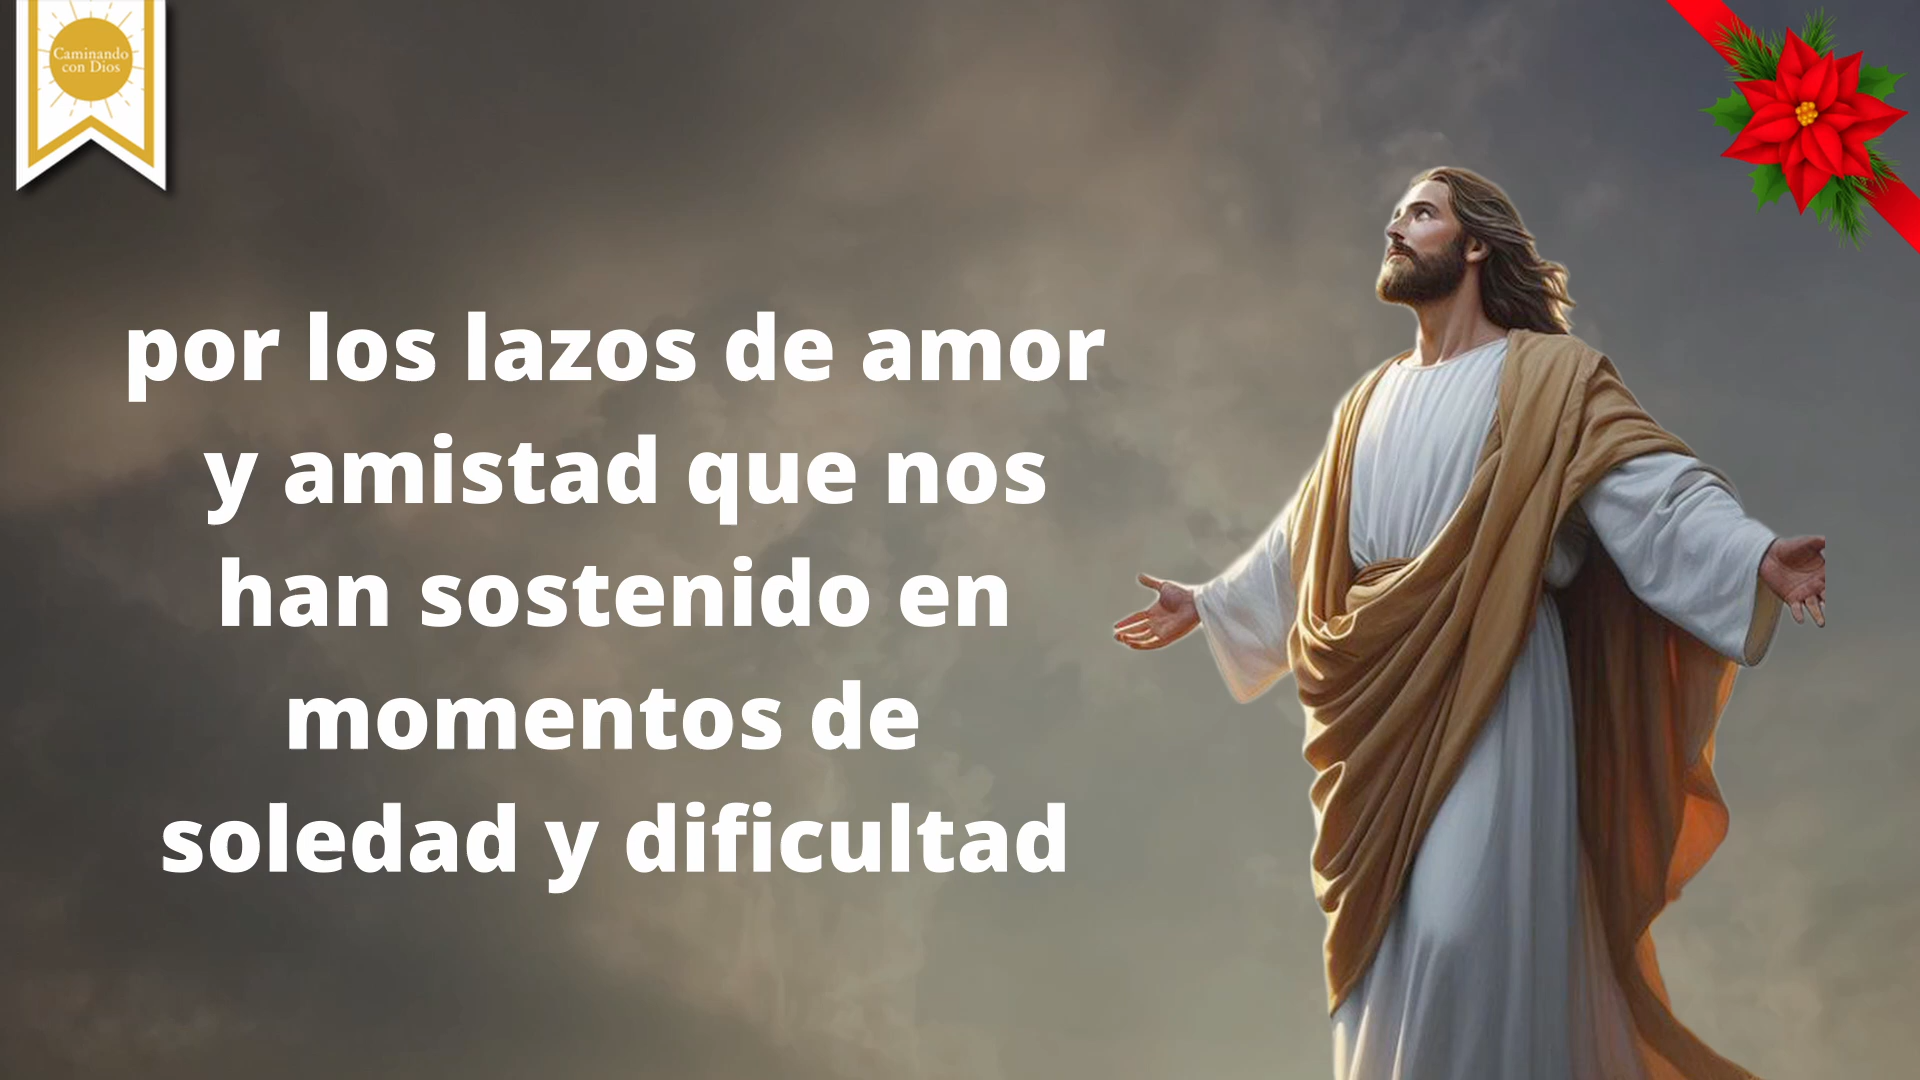 Caminando
con Dios
por los lazos de amor
y amistad que nos
han sostenido en
momentos de
soledad y dificultad